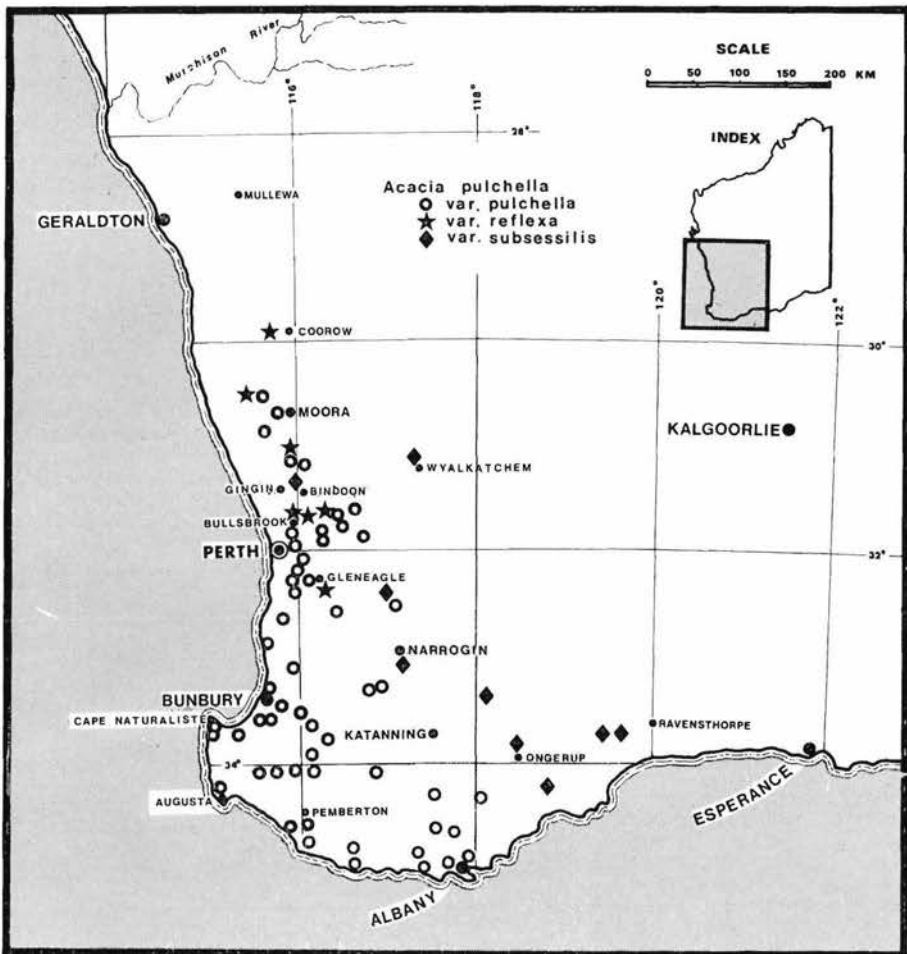 Murchison River
SCALE
0 50 100 150 200 KM
116°
118°
28°
INDEX
MULLEWA
Acacia pulchella
var. pulchella
var. reflexa
var. subsessilis
GERALDTON
120°
122°
COOROW
30°
MOORA
KALGOORLIE
WYALKATCHEM
GINGIN
BINDOON
BULLSBROOK
PERTH
32°
GLENEAGLE
NARROGIN
BUNBURY
CAPE NATURALISTE
KATANNING
RAVENSTHORPE
ONGERUP
34°
ESPERANCE
AUGUSTA
PEMBERTON
ALBANY